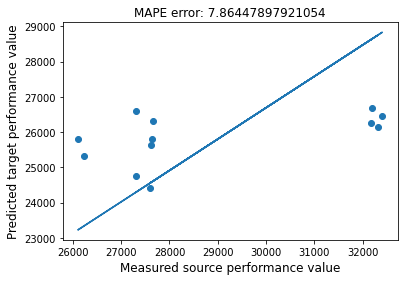 MAPE error: 7.86447897921054
Predicted target performance value
29000
28000
27000
26000
25000
24000
23000
26000 27000 28000 29000 30000 31000 32000
Measured source performance value